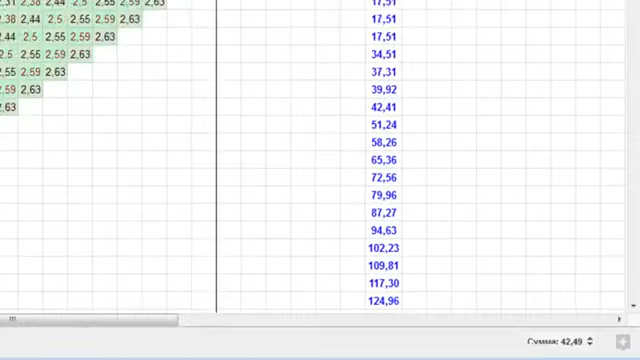 2,31 2,38 2,44 2,5 2,55 2,59 2,63 17,51
2,38 2,44 2,5 2,55 2,59 2,63 17,51
2,44 2,5 2,55 2,59 2,63 17,51
2,5 2,55 2,59 2,63 34,51
2,55 2,59 2,63 37,31
2,59 2,63 39,92
2,63 42,41
51,24
58,26
65,36
72,56
79,96
87,27
94,63
102,23
109,81
117,30
124,96
Сумма: 42,49